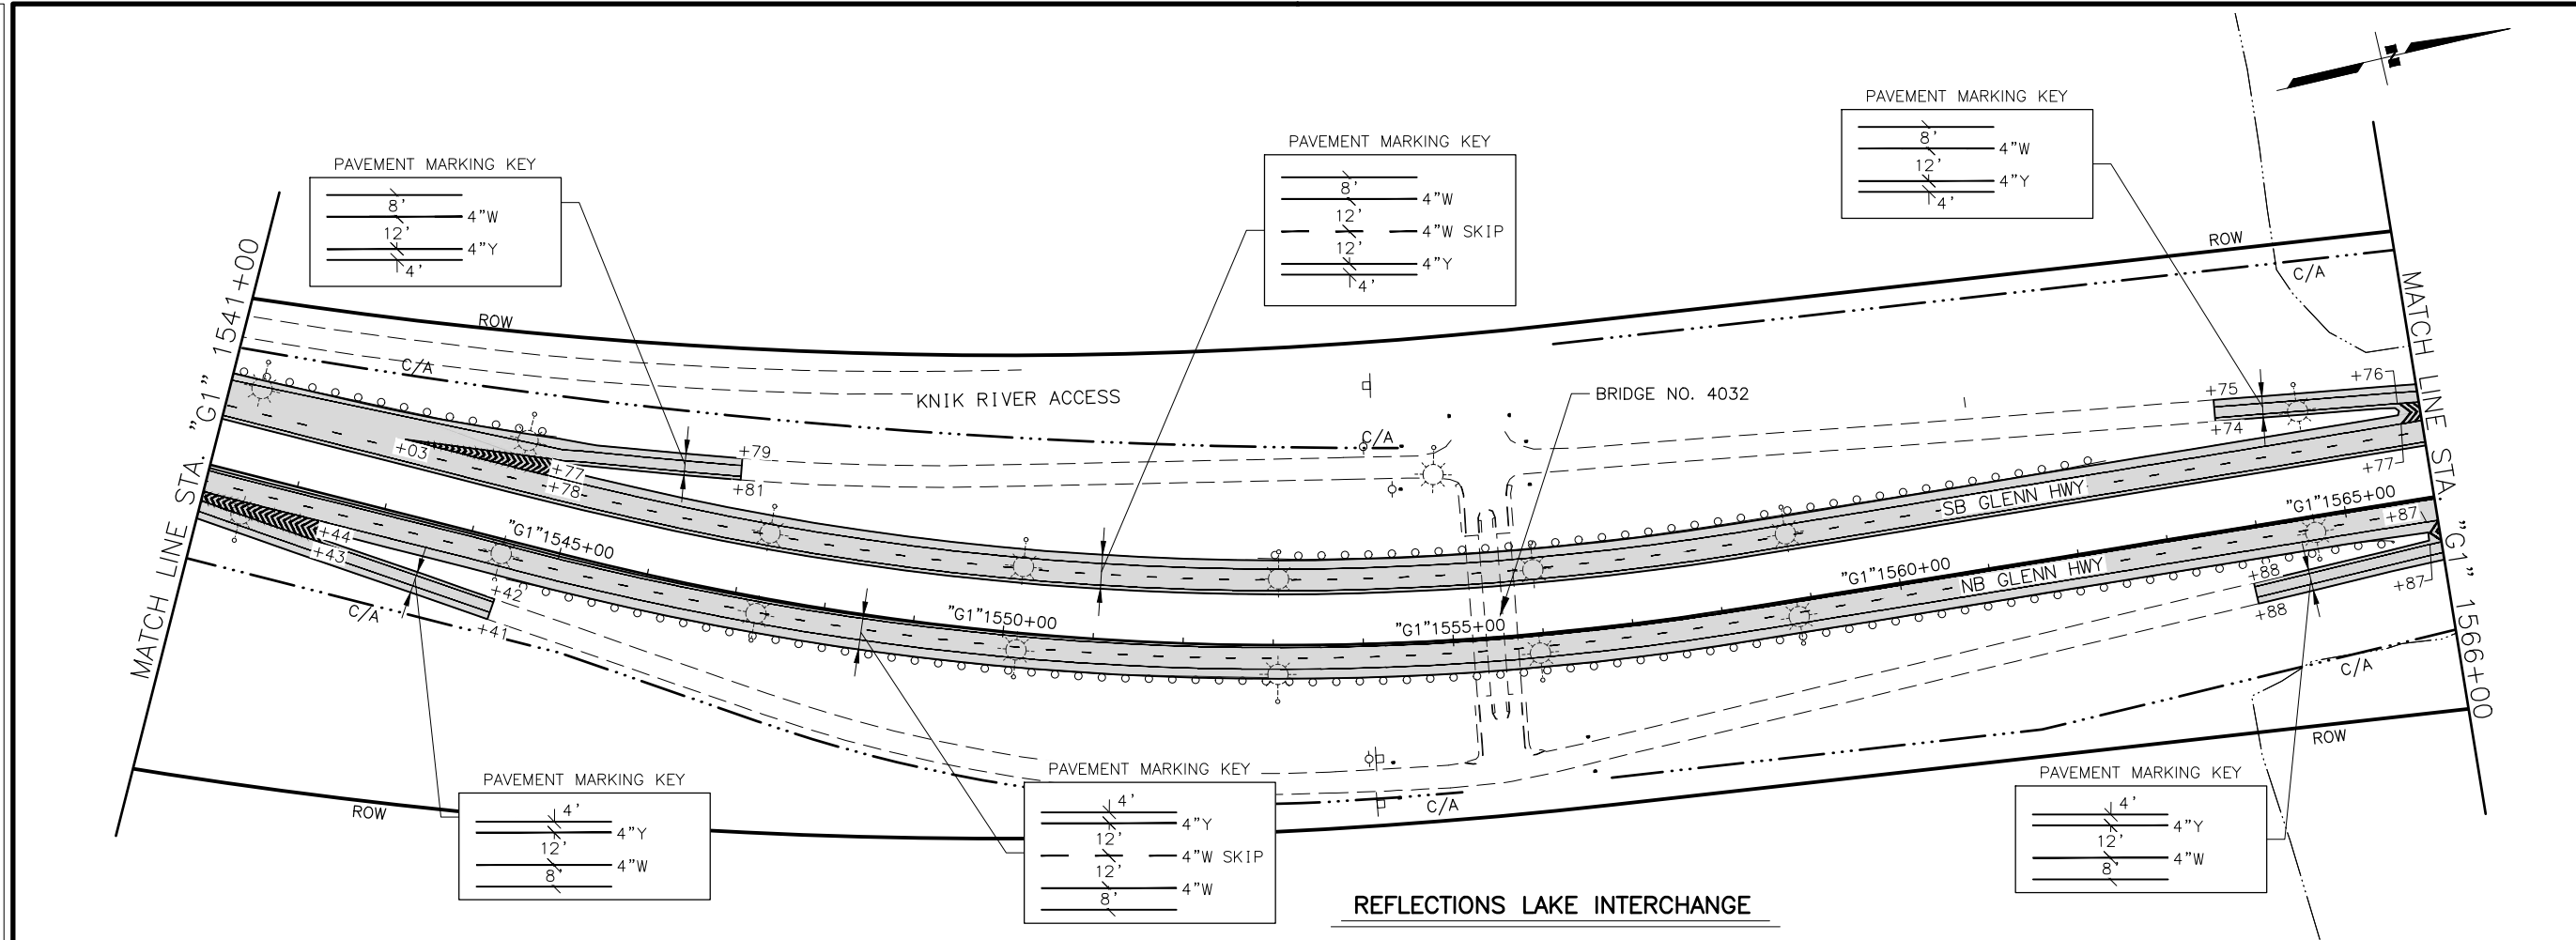 N
PAVEMENT MARKING KEY
8'
4"W
12'
4"Y
4'
PAVEMENT MARKING KEY
8'
4"W
12'
4"W SKIP
12'
4"Y
4'
PAVEMENT MARKING KEY
8'
4"W
12'
4"Y
4'
MATCH LINE STA. "G1" 1541+00
MATCH LINE STA. "G1" 1566+00
ROW
ROW
C/A
C/A
C/A
KNIK RIVER ACCESS
BRIDGE NO. 4032
+03
+77
+78
+79
+81
+75
+76
+74
+77
SB GLENN HWY
"G1"1565+00
+87
+44
+43
"G1"1545+00
+42
+41
"G1"1550+00
"G1"1555+00
"G1"1560+00
NB GLENN HWY
+88
+87
+88
C/A
C/A
C/A
ROW
ROW
PAVEMENT MARKING KEY
4'
4"Y
12'
4"W
8'
PAVEMENT MARKING KEY
4'
4"Y
12'
4"W SKIP
12'
4"W
8'
PAVEMENT MARKING KEY
4'
4"Y
12'
4"W
8'
REFLECTIONS LAKE INTERCHANGE